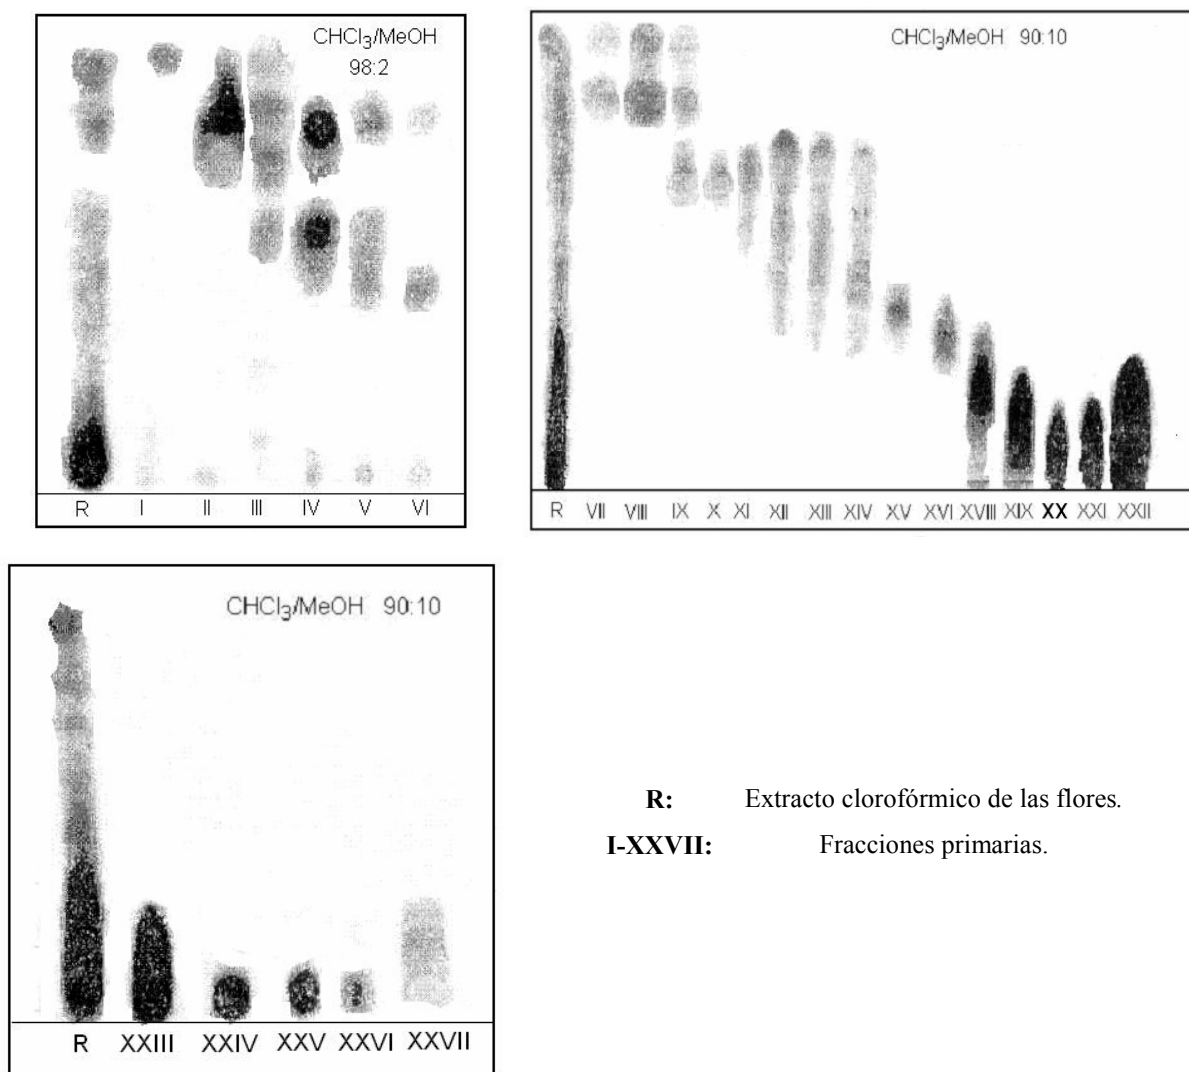 CHCl3/MeOH
98:2
R I II III IV V VI
CHCl3/MeOH 90:10
R VII VIII IX X XI XII XIII XIV XV XVI XVIII XIX XX XXI XXII
CHCl3/MeOH 90:10
R XXIII XXIV XXV XXVI XXVII
R: Extracto clorofórmico de las flores.
I-XXVII: Fracciones primarias.